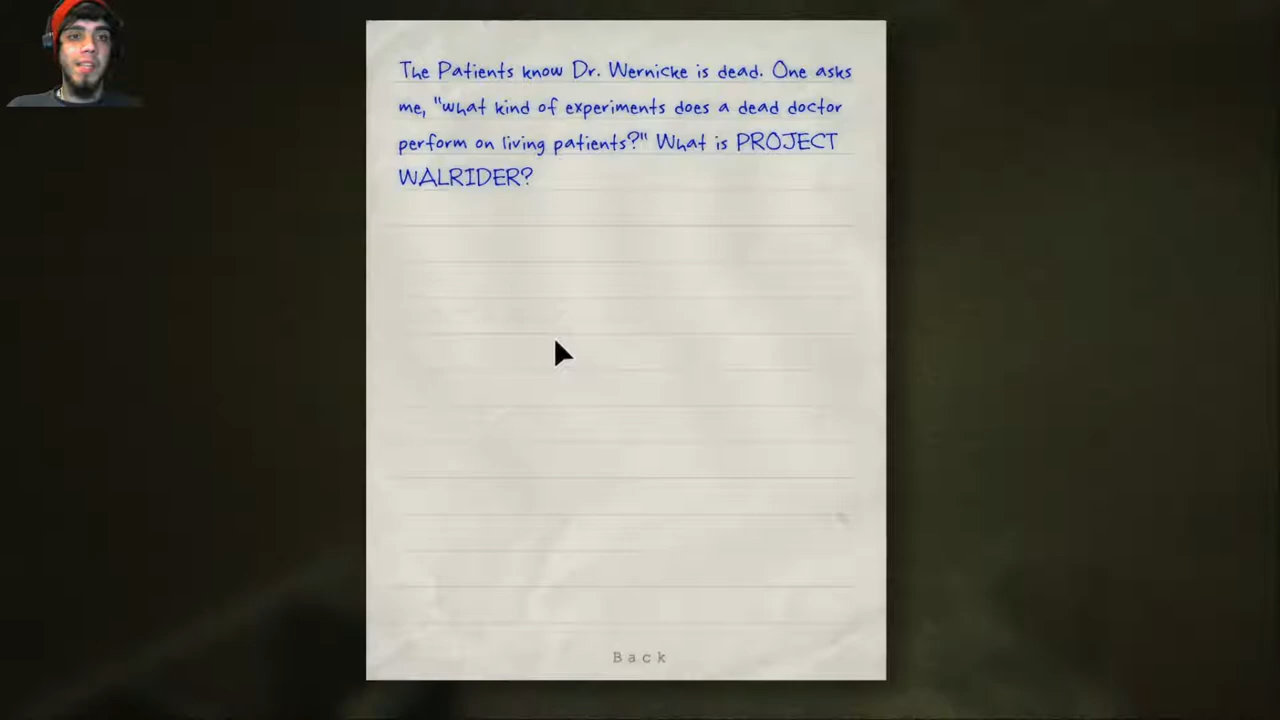 The Patients know Dr. Wernicke is dead. One asks
me, "what kind of experiments does a dead doctor
perform on living patients?" What is PROJECT
WALRIDER?
Back